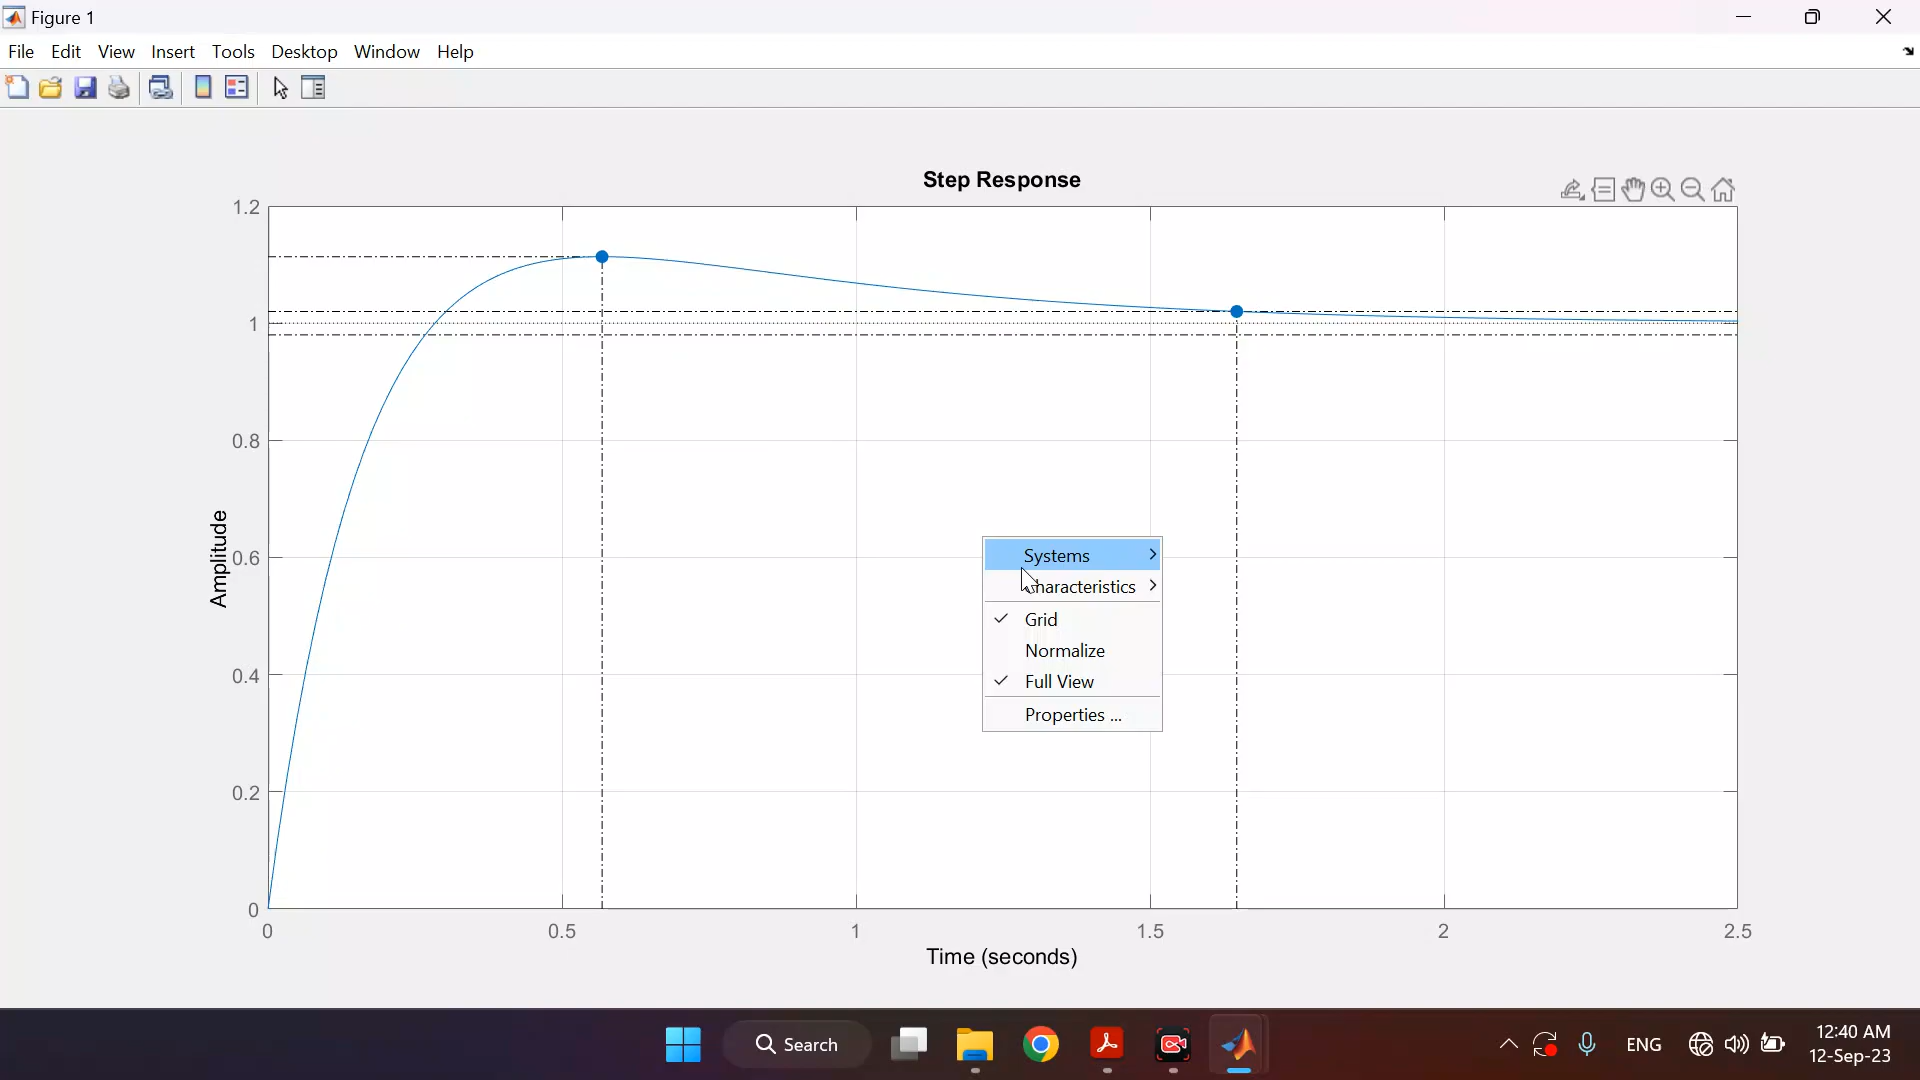 Figure 1
File Edit View Insert Tools Desktop Window Help
Step Response
1.2
1
0.8
0.6
0.4
0.2
0
Amplitude
Systems
haracteristics
Grid
Normalize
Full View
Properties ...
0 0.5 1 1.5 2 2.5
Time (seconds)
Search
ENG
12:40 AM
12-Sep-23